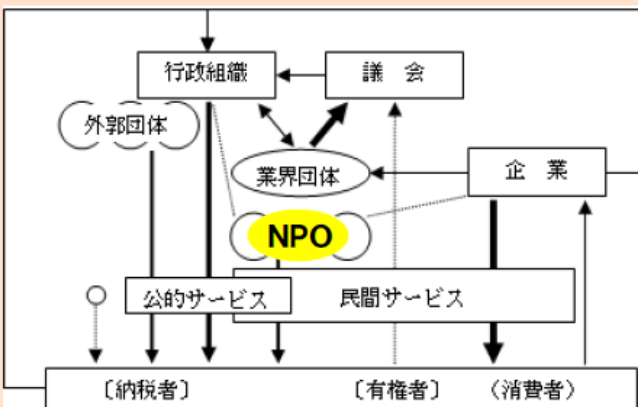 行政組織
議　会
外郭団体
業界団体
企　業
NPO
公的サービス
民間サービス
〔納税者〕
〔有権者〕
〈消費者〉